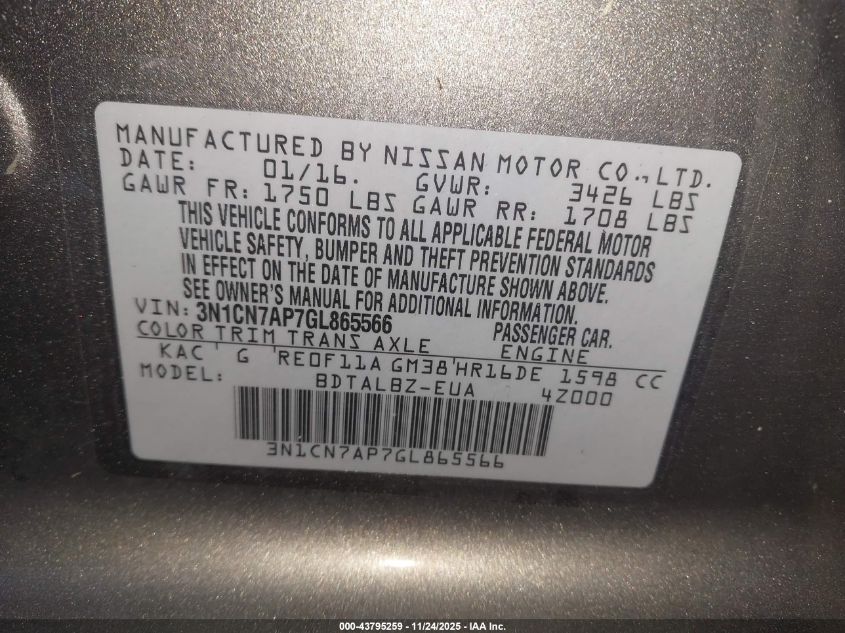 MANUFACTURED BY NISSAN MOTOR CO., LTD.
DATE: 01/16. GVWR: 3426 LBS
GAWR FR: 1750 LBS GAWR RR: 1708 LBS
THIS VEHICLE CONFORMS TO ALL APPLICABLE FEDERAL MOTOR
VEHICLE SAFETY, BUMPER AND THEFT PREVENTION STANDARDS
IN EFFECT ON THE DATE OF MANUFACTURE SHOWN ABOVE.
SEE OWNER'S MANUAL FOR ADDITIONAL INFORMATION.
VIN: 3N1CN7AP7GL865566 PASSENGER CAR.
COLOR TRIM TRANS AXLE ENGINE
KAC G RE0F11A GM38 HR16DE 1598 CC
MODEL: BDTALBZ-EUA 4Z000
3N1CN7AP7GL865566
000-43795259 - 11/24/2025 - IAA Inc.